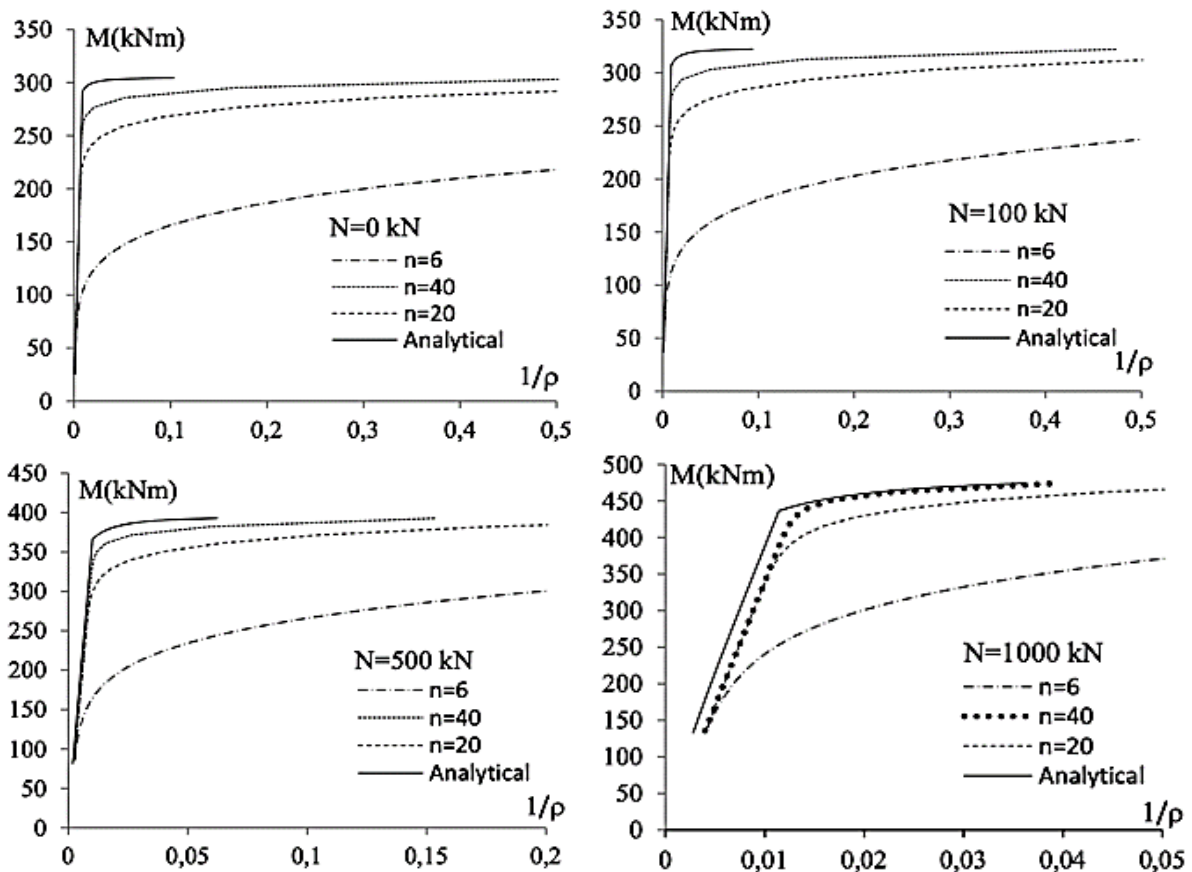 M(kNm)
350
300
250
200
150
100
50
0
N=0 kN
n=6
n=40
n=20
Analytical
1/ρ
0 0,1 0,2 0,3 0,4 0,5
M(kNm)
350
300
250
200
150
100
50
0
N=100 kN
n=6
n=40
n=20
Analytical
1/ρ
0 0,1 0,2 0,3 0,4 0,5
M(kNm)
450
400
350
300
250
200
150
100
50
0
N=500 kN
n=6
n=40
n=20
Analytical
1/ρ
0 0,05 0,1 0,15 0,2
M(kNm)
500
450
400
350
300
250
200
150
100
50
0
N=1000 kN
n=6
n=40
n=20
Analytical
1/ρ
0 0,01 0,02 0,03 0,04 0,05